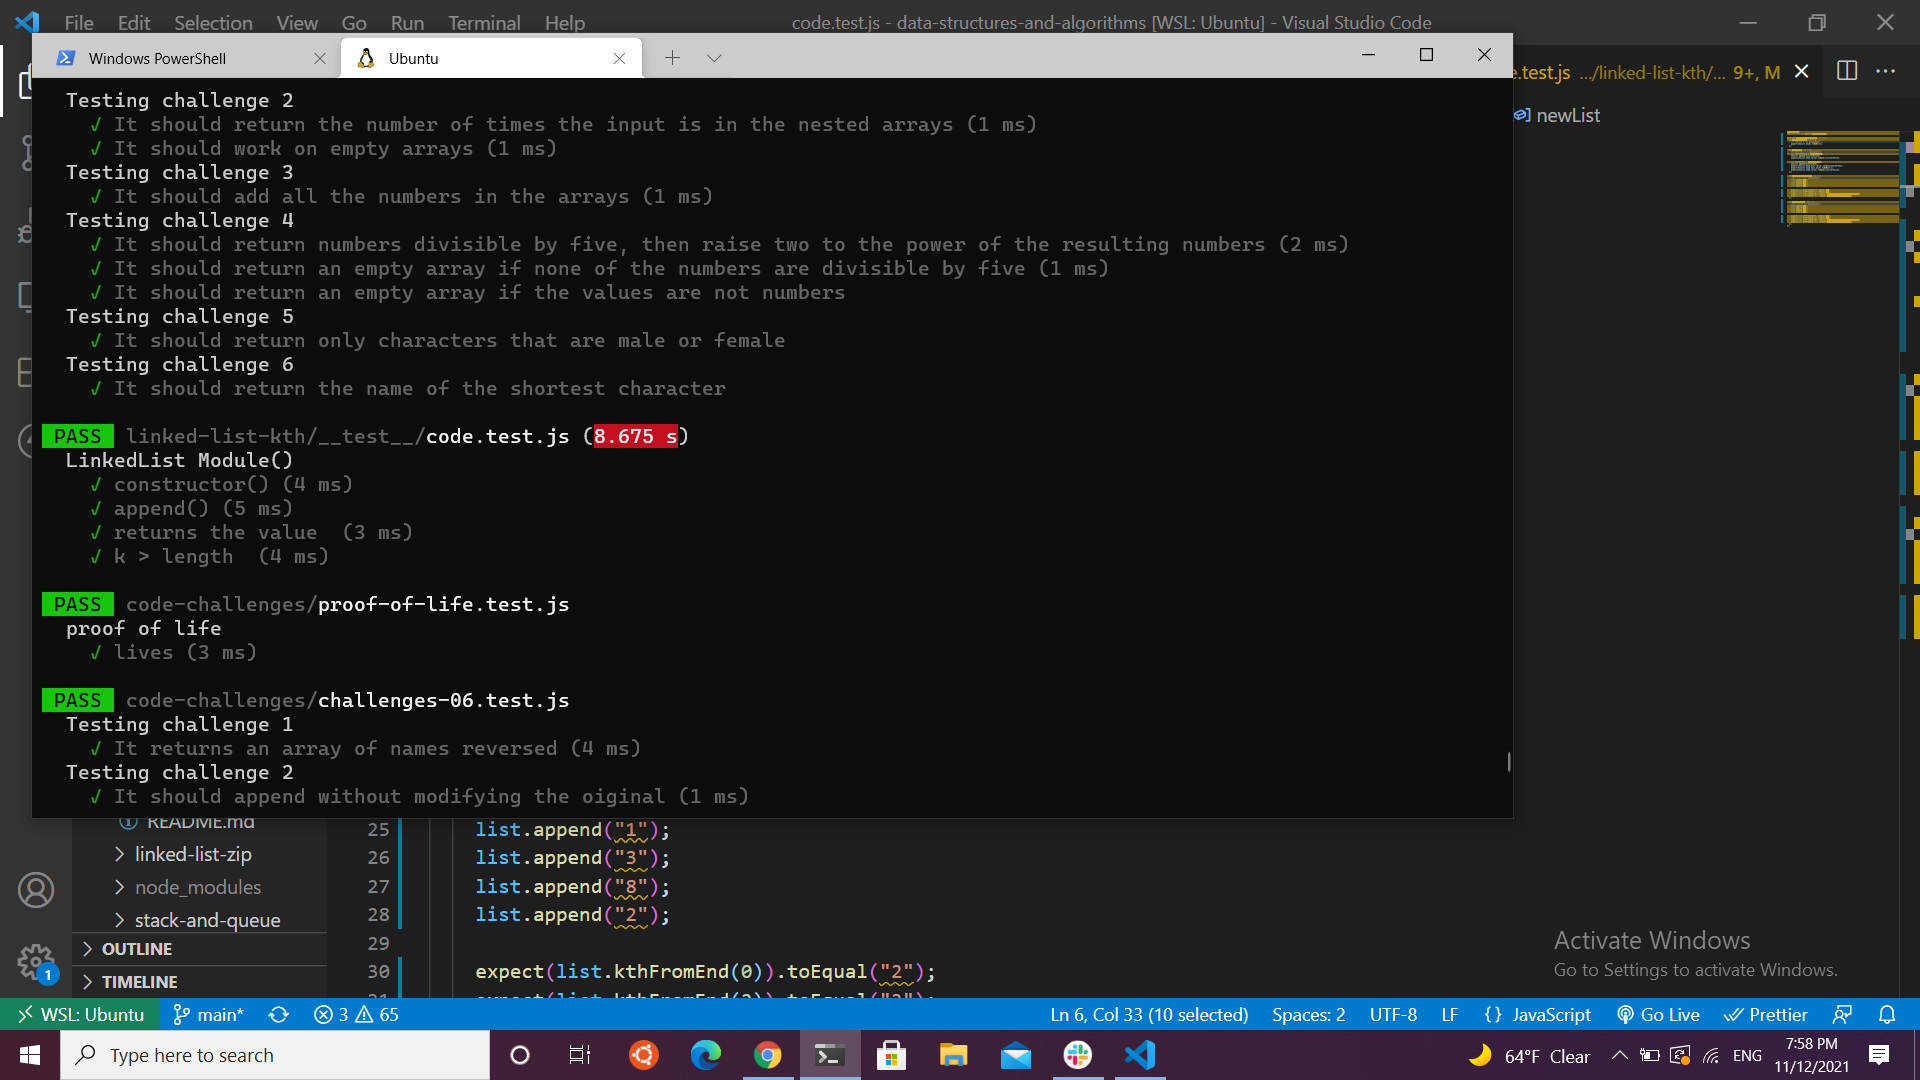 File Edit Selection View Go Run Terminal Help
code.test.js - data-structures-and-algorithms [WSL: Ubuntu] - Visual Studio Code
Windows PowerShell
Ubuntu
.test.js .../linked-list-kth/... 9+, M
newList
Testing challenge 2
√ It should return the number of times the input is in the nested arrays (1 ms)
√ It should work on empty arrays (1 ms)
Testing challenge 3
√ It should add all the numbers in the arrays (1 ms)
Testing challenge 4
√ It should return numbers divisible by five, then raise two to the power of the resulting numbers (2 ms)
√ It should return an empty array if none of the numbers are divisible by five (1 ms)
√ It should return an empty array if the values are not numbers
Testing challenge 5
√ It should return only characters that are male or female
Testing challenge 6
√ It should return the name of the shortest character
PASS linked-list-kth/__test__/code.test.js (8.675 s)
LinkedList Module()
√ constructor() (4 ms)
√ append() (5 ms)
√ returns the value  (3 ms)
√ k > length  (4 ms)
PASS code-challenges/proof-of-life.test.js
proof of life
√ lives (3 ms)
PASS code-challenges/challenges-06.test.js
Testing challenge 1
√ It returns an array of names reversed (4 ms)
Testing challenge 2
√ It should append without modifying the oiginal (1 ms)
README.md
linked-list-zip
node_modules
stack-and-queue
OUTLINE
TIMELINE
1
25 list.append("1");
26 list.append("3");
27 list.append("8");
28 list.append("2");
29
30 expect(list.kthFromEnd(0)).toEqual("2");
Activate Windows
Go to Settings to activate Windows.
WSL: Ubuntu main* 3 65 Ln 6, Col 33 (10 selected) Spaces: 2 UTF-8 LF {} JavaScript Go Live Prettier
Type here to search
64°F Clear ENG
7:58 PM
11/12/2021